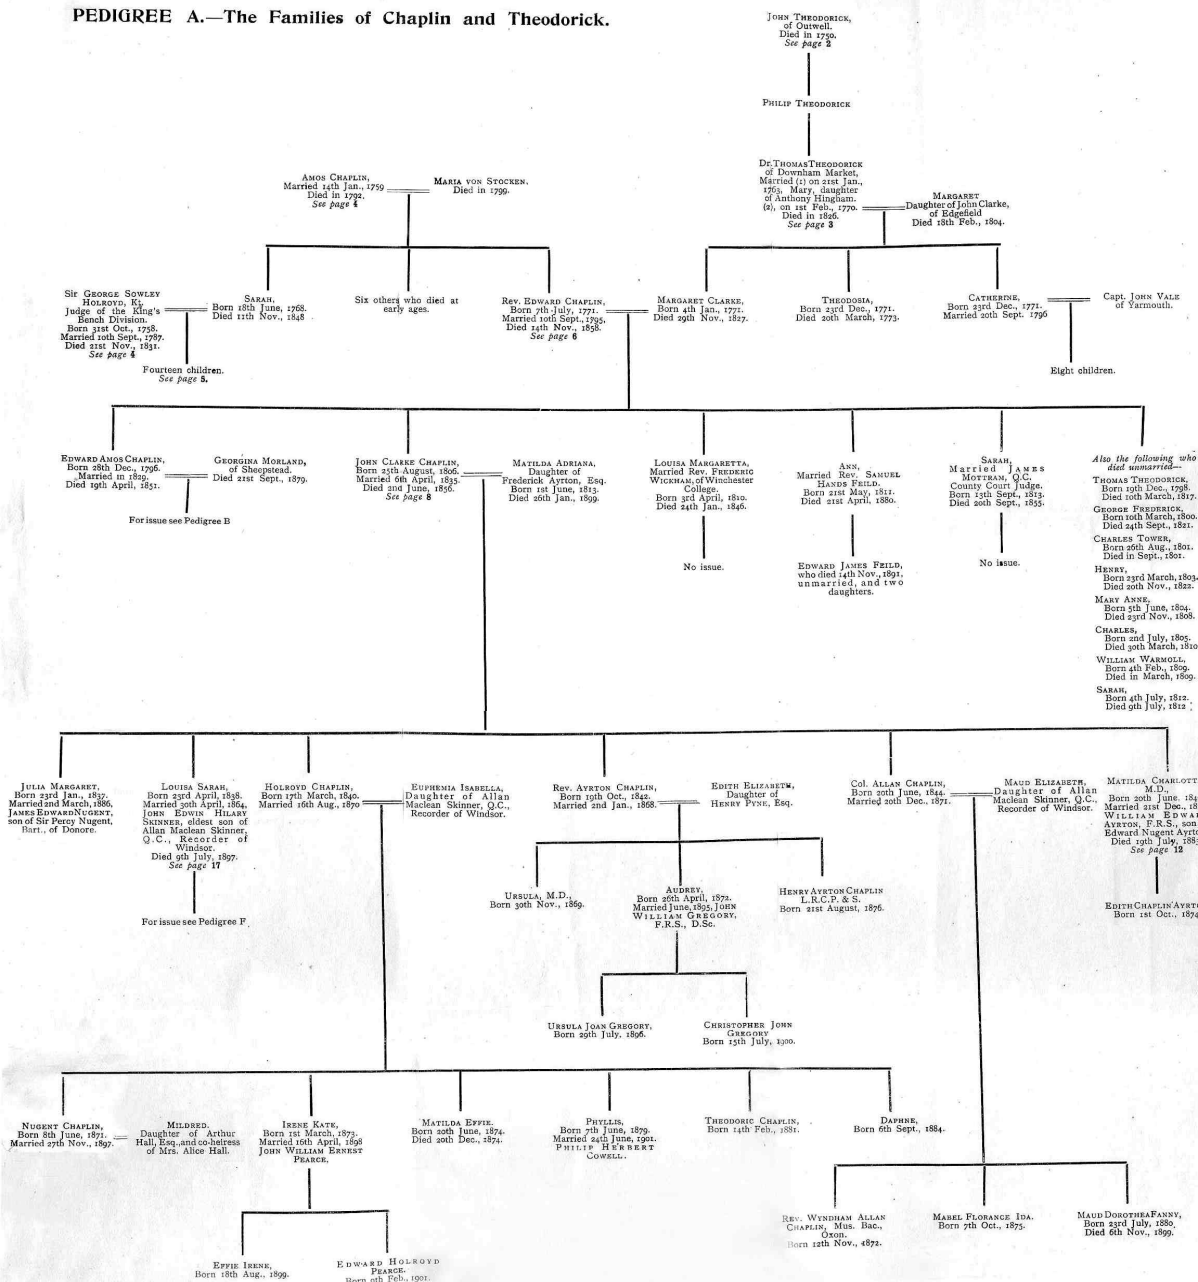 PEDIGREE A.—The Families of Chaplin and Theodorick.
JOHN THEODORICK,
of Outwell.
Died in 1750.
See page 2
PHILIP THEODORICK
Dr. THOMAS THEODORICK
of Downham Market,
Married (1) on 21st Jan.,
1763, Mary, daughter
of Anthony Hingham.
(2), on 1st Feb., 1770.
Died in 1826.
See page 3
MARGARET
Daughter of John Clarke,
of Edgefield
Died 18th Feb., 1804.
AMOS CHAPLIN,
Married 14th Jan., 1759
Died in 1792.
See page 4
MARIA VON STOCKEN,
Died in 1799.
Sir GEORGE SOWLEY
HOLROYD, Kt.
Judge of the King's
Bench Division.
Born 31st Oct., 1758.
Married 10th Sept., 1787.
Died 21st Nov., 1831.
See page 4
SARAH,
Born 18th June, 1768.
Died 11th Nov., 1848
Six others who died at
early ages.
Rev. EDWARD CHAPLIN,
Born 7th July, 1771.
Married 10th Sept., 1795,
Died 14th Nov., 1858.
See page 6
MARGARET CLARKE,
Born 4th Jan., 1771.
Died 29th Nov., 1827.
THEODOSIA,
Born 23rd Dec., 1771.
Died 20th March, 1773.
CATHERINE,
Born 23rd Dec., 1771.
Married 20th Sept. 1796
Capt. JOHN VALE
of Yarmouth.
Fourteen children.
See page 5.
Eight children.
EDWARD AMOS CHAPLIN,
Born 28th Dec., 1796.
Married in 1829.
Died 19th April, 1851.
GEORGINA MORLAND,
of Sheepstead.
Died 21st Sept., 1879.
For issue see Pedigree B
JOHN CLARKE CHAPLIN,
Born 25th August, 1806.
Married 6th April, 1835.
Died 2nd June, 1856.
See page 8
MATILDA ADRIANA,
Daughter of
Frederick Ayrton, Esq.
Born 1st June, 1813.
Died 26th Jan., 1899.
LOUISA MARGARETTA,
Married Rev. FREDERIC
WICKHAM, of Winchester
College.
Born 3rd April, 1810.
Died 24th Jan., 1846.
No issue.
ANN,
Married Rev. SAMUEL
HANDS FEILD.
Born 21st May, 1811.
Died 21st April, 1880.
EDWARD JAMES FEILD,
who died 14th Nov., 1891,
unmarried, and two
daughters.
SARAH,
Married JAMES
MOTTRAM, Q.C.
County Court Judge.
Born 13th Sept., 1813.
Died 20th Sept., 1855.
No issue.
Also the following who
died unmarried—
THOMAS THEODORICK,
Born 19th Dec., 1798.
Died 10th March, 1817.
GEORGE FREDERICK,
Born 10th March, 1800.
Died 24th Sept., 1821.
CHARLES TOWER,
Born 26th Aug., 1801.
Died in Sept., 1801.
HENRY,
Born 23rd March, 1803.
Died 20th Nov., 1822.
MARY ANNE,
Born 5th June, 1804.
Died 23rd Nov., 1808.
CHARLES,
Born 2nd July, 1805.
Died 30th March, 1810
WILLIAM WARMOLL,
Born 4th Feb., 1809.
Died in March, 1809.
SARAH,
Born 4th July, 1812.
Died 9th July, 1812
JULIA MARGARET,
Born 23rd Jan., 1837.
Married 2nd March, 1886,
JAMES EDWARD NUGENT,
son of Sir Percy Nugent,
Bart., of Donore.
LOUISA SARAH,
Born 23rd April, 1838.
Married 30th April, 1864,
JOHN EDWIN HILARY
SKINNER, eldest son of
Allan Maclean Skinner,
Q.C., Recorder of
Windsor.
Died 9th July, 1897.
See page 17
For issue see Pedigree F
HOLROYD CHAPLIN,
Born 17th March, 1840.
Married 16th Aug., 1870
EUPHEMIA ISABELLA,
Daughter of Allan
Maclean Skinner, Q.C.,
Recorder of Windsor.
Rev. AYRTON CHAPLIN,
Born 19th Oct., 1842.
Married 2nd Jan., 1868.
EDITH ELIZABETH,
Daughter of
HENRY PYNE, Esq.
Col. ALLAN CHAPLIN,
Born 20th June, 1844.
Married 20th Dec., 1871.
MAUD ELIZABETH,
Daughter of Allan
Maclean Skinner, Q.C.,
Recorder of Windsor.
MATILDA CHARLOTT
M.D.,
Born 20th June. 184
Married 21st Dec., 18
WILLIAM EDWA
AYRTON, F.R.S., son
Edward Nugent Ayrto
Died 19th July, 188
See page 12
EDITH CHAPLIN AYRT
Born 1st Oct., 1874
URSULA, M.D.,
Born 30th Nov., 1869.
AUDREY,
Born 26th April, 1872.
Married June, 1895, JOHN
WILLIAM GREGORY,
F.R.S., D.Sc.
HENRY AYRTON CHAPLIN
L.R.C.P. & S.
Born 21st August, 1876.
URSULA JOAN GREGORY,
Born 29th July, 1896.
CHRISTOPHER JOHN
GREGORY
Born 15th July, 1900.
NUGENT CHAPLIN,
Born 8th June, 1871.
Married 27th Nov., 1897.
MILDRED.
Daughter of Arthur
Hall, Esq., and co-heiress
of Mrs. Alice Hall.
IRENE KATE,
Born 1st March, 1873.
Married 16th April, 1898
JOHN WILLIAM ERNEST
PEARCE,
MATILDA EFFIE.
Born 20th June, 1874.
Died 20th Dec., 1874.
PHYLLIS,
Born 7th June, 1879.
Married 24th June, 1901.
PHILIP HERBERT
COWELL.
THEODORIC CHAPLIN,
Born 14th Feb., 1881.
DAPHNE,
Born 6th Sept., 1884.
EFFIE IRENE,
Born 18th Aug., 1899.
EDWARD HOLROYD
PEARCE.
Born 9th Feb., 1901.
REV. WYNDHAM ALLAN
CHAPLIN, Mus. Bac.,
Oxon.
Born 12th Nov., 1872.
MABEL FLORANCE IDA.
Born 7th Oct., 1875.
MAUD DOROTHEA FANNY,
Born 23rd July, 1880
Died 6th Nov., 1899.